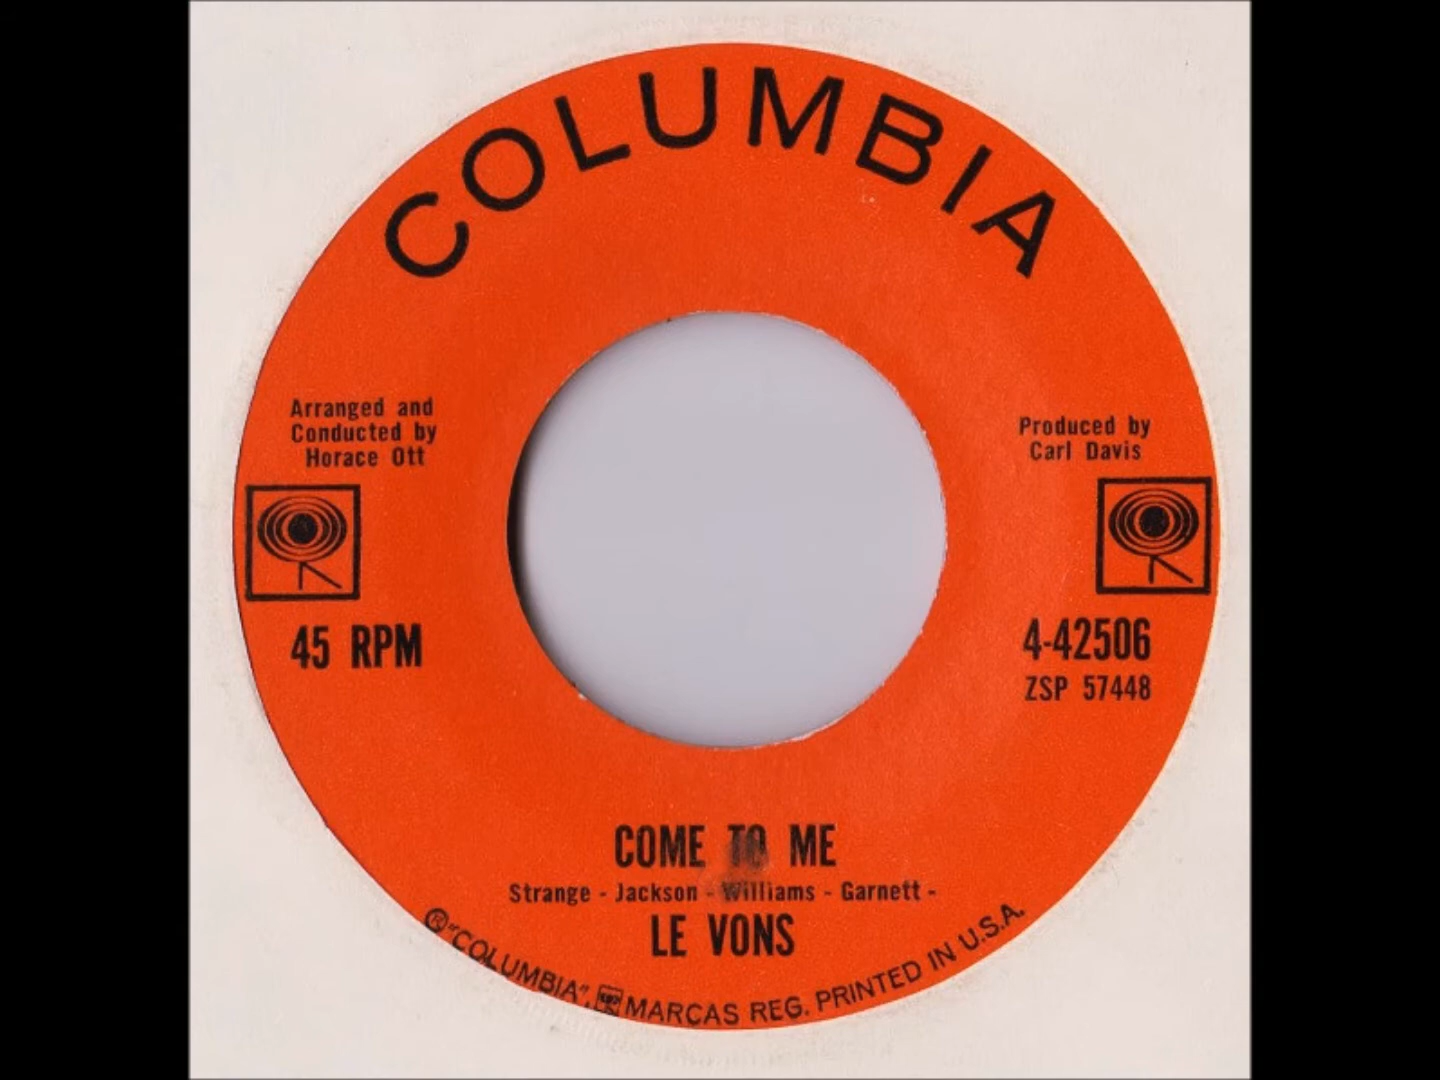 COLUMBIA
Arranged and
Conducted by
Horace Ott
Produced by
Carl Davis
45 RPM
4-42506
ZSP 57448
COME TO ME
Strange - Jackson - Williams - Garnett -
LE VONS
® "COLUMBIA", MARCAS REG. PRINTED IN U.S.A.